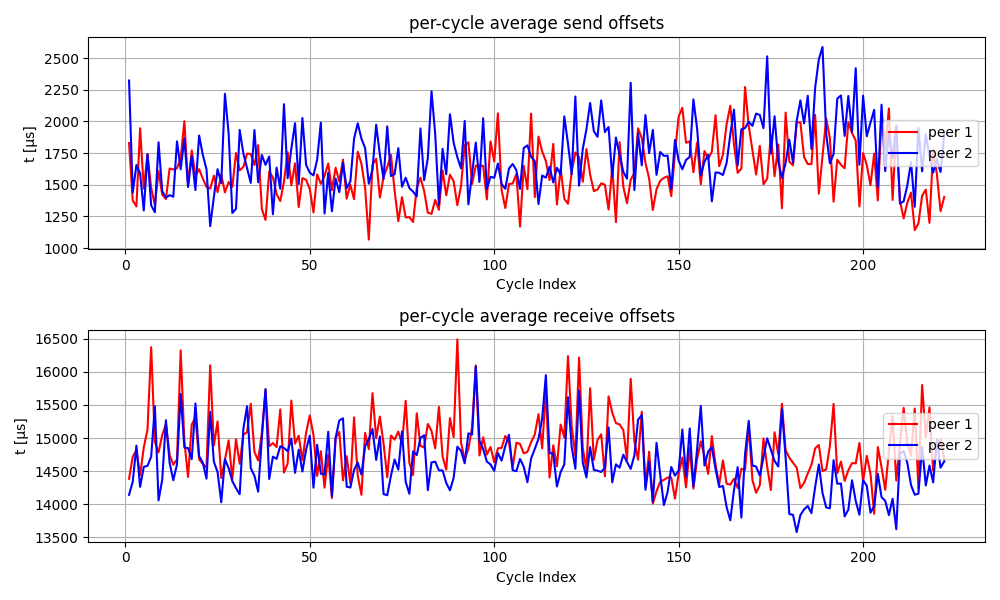 per-cycle average send offsets
t [µs]
2500
2250
2000
1750
1500
1250
1000
peer 1
peer 2
0
50
100
150
200
Cycle Index
per-cycle average receive offsets
t [µs]
16500
16000
15500
15000
14500
14000
13500
peer 1
peer 2
0
50
100
150
200
Cycle Index